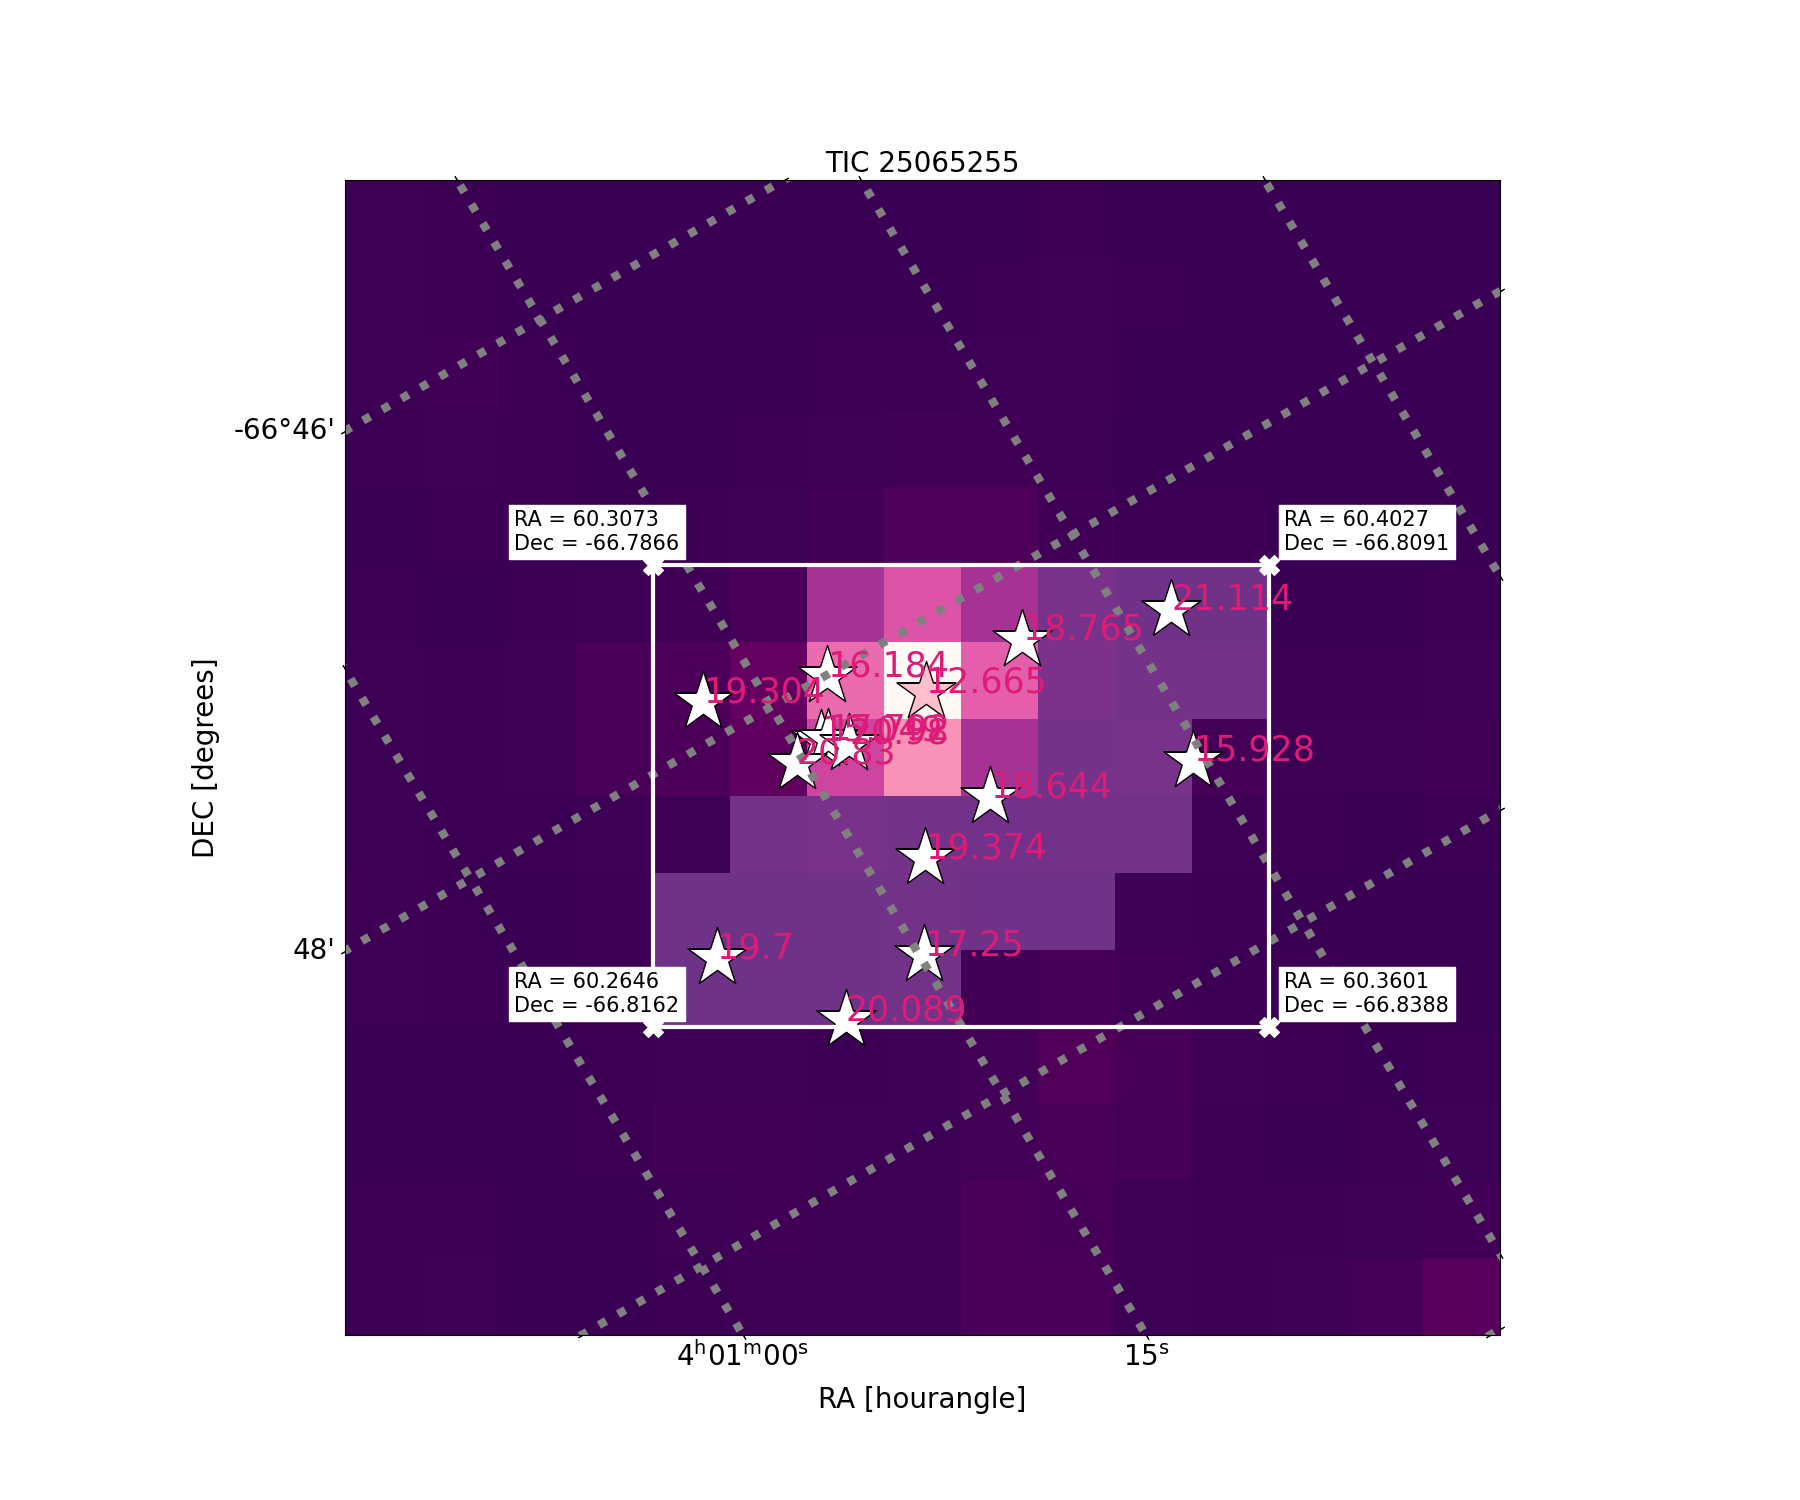 TIC 25065255
-66°46'
RA = 60.3073
Dec = -66.7866
RA = 60.4027
Dec = -66.8091
21.114
18.765
16.184
12.665
19.304
20.83
15.928
18.644
19.374
DEC [degrees]
48'
19.7
17.25
RA = 60.2646
Dec = -66.8162
20.089
RA = 60.3601
Dec = -66.8388
4ʰ01ᵐ00ˢ
15ˢ
RA [hourangle]